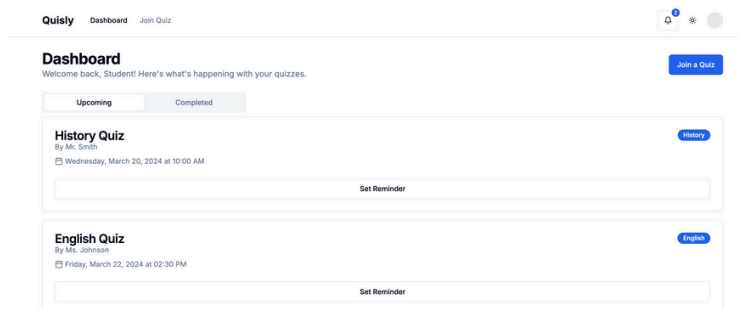 Quisly Dashboard Join Quiz 2
Dashboard
Welcome back, Student! Here's what's happening with your quizzes.
Join a Quiz
Upcoming Completed
History Quiz
History
By Mr. Smith
Wednesday, March 20, 2024 at 10:00 AM
Set Reminder
English Quiz
English
By Ms. Johnson
Friday, March 22, 2024 at 02:30 PM
Set Reminder